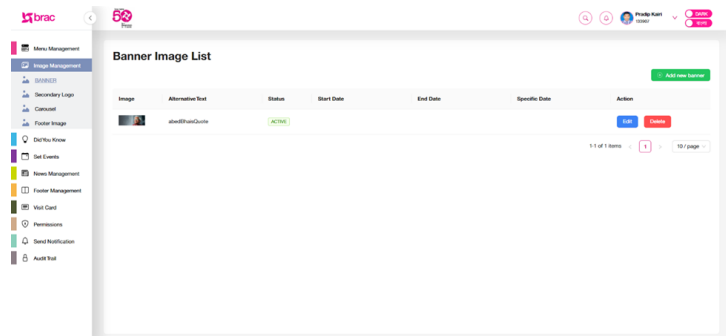 brac
50
Pradip Karri
DARK
বাংলা
Menu Management
Image Management
BANNER
Secondary Logo
Carousel
Footer Image
Did You Know
Set Events
News Management
Footer Management
Visit Card
Permissions
Send Notification
Audit Trail
Banner Image List
Add new banner
Image Alternative Text Status Start Date End Date Specific Date Action
abedBhaisQuote ACTIVE Edit Delete
1-1 of 1 items 1 10 / page